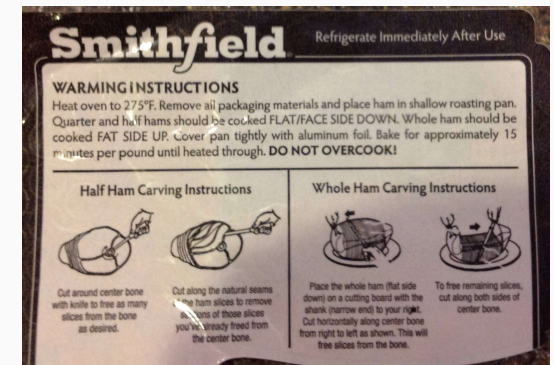 Smithfield
Refrigerate Immediately After Use
WARMING INSTRUCTIONS
Heat oven to 275°F. Remove all packaging materials and place ham in shallow roasting pan.
Quarter and half hams should be cooked FLAT/FACE SIDE DOWN. Whole ham should be
cooked FAT SIDE UP. Cover pan tightly with aluminum foil. Bake for approximately 15
minutes per pound until heated through. DO NOT OVERCOOK!
Half Ham Carving Instructions
Cut around center bone
with knife to free as many
slices from the bone
as desired.
Cut along the natural seams
of the ham slices to remove
sections of those slices
you've already freed from
the center bone.
Whole Ham Carving Instructions
Place the whole ham (flat side
down) on a cutting board with the
shank (narrow end) to your right.
Cut horizontally along center bone
from right to left as shown. This will
free slices from the bone.
To free remaining slices,
cut along both sides of
center bone.